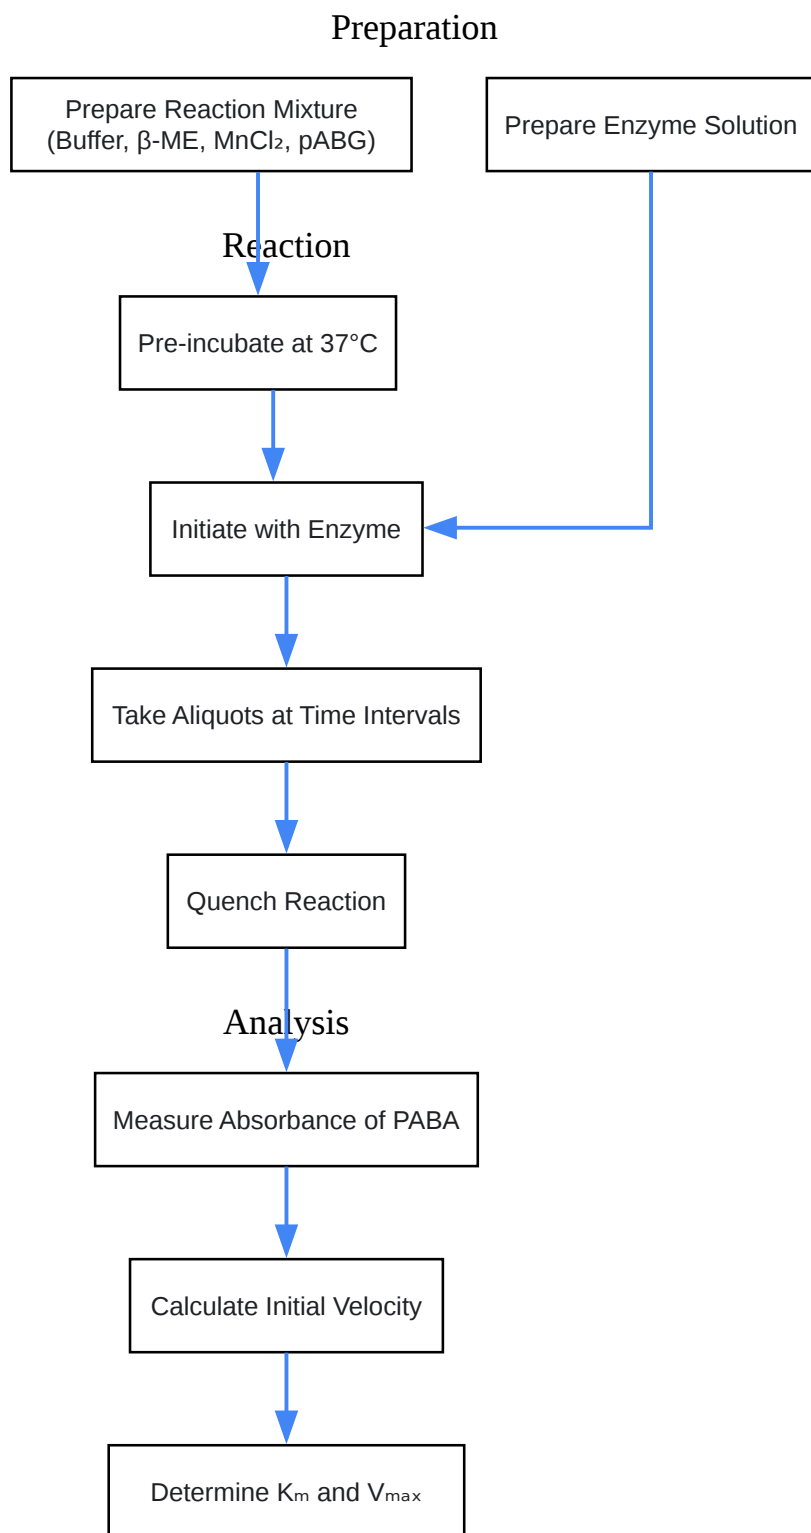 Preparation
Prepare Reaction Mixture
(Buffer, β-ME, MnCl₂, pABG)
Prepare Enzyme Solution
Reaction
Pre-incubate at 37°C
Initiate with Enzyme
Take Aliquots at Time Intervals
Quench Reaction
Analysis
Measure Absorbance of PABA
Calculate Initial Velocity
Determine Kₘ and Vₘₐₓ